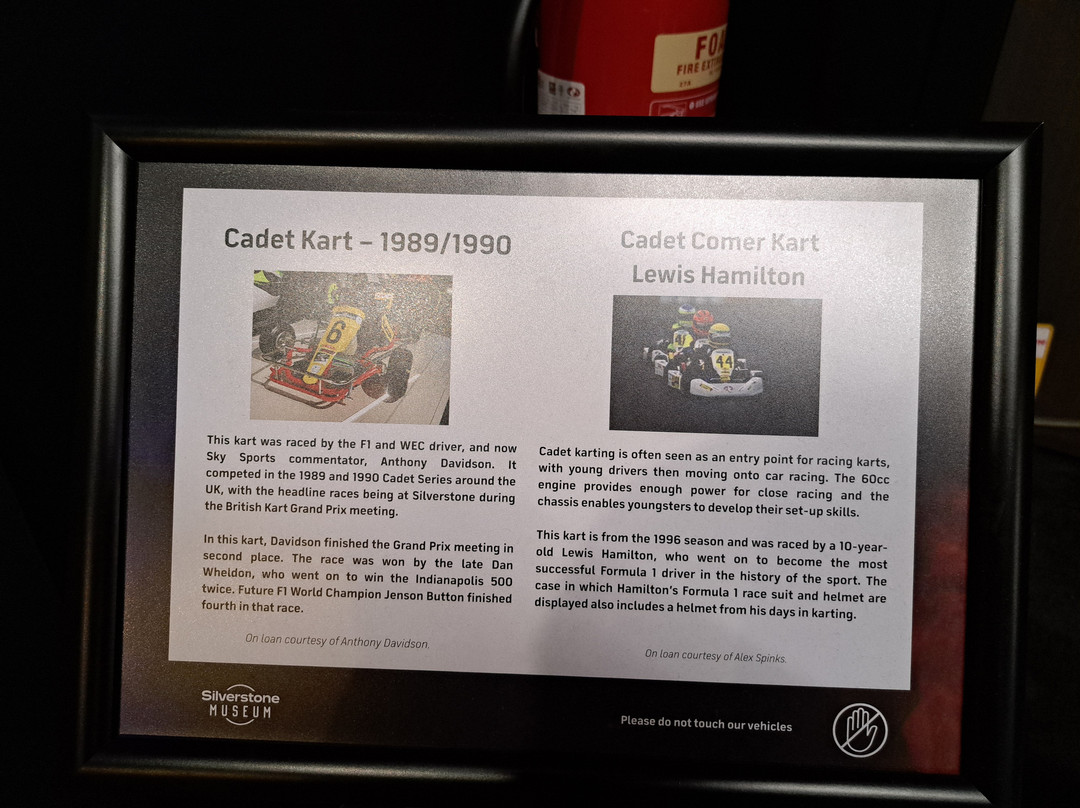 FOA
FIRE EXTI
Cadet Kart – 1989/1990
6
This kart was raced by the F1 and WEC driver, and now
Sky Sports commentator, Anthony Davidson. It
competed in the 1989 and 1990 Cadet Series around the
UK, with the headline races being at Silverstone during
the British Kart Grand Prix meeting.
In this kart, Davidson finished the Grand Prix meeting in
second place. The race was won by the late Dan
Wheldon, who went on to win the Indianapolis 500
twice. Future F1 World Champion Jenson Button finished
fourth in that race.
On loan courtesy of Anthony Davidson.
Cadet Comer Kart
Lewis Hamilton
44
Cadet karting is often seen as an entry point for racing karts,
with young drivers then moving onto car racing. The 60cc
engine provides enough power for close racing and the
chassis enables youngsters to develop their set-up skills.
This kart is from the 1996 season and was raced by a 10-year-
old Lewis Hamilton, who went on to become the most
successful Formula 1 driver in the history of the sport. The
case in which Hamilton's Formula 1 race suit and helmet are
displayed also includes a helmet from his days in karting.
On loan courtesy of Alex Spinks.
Silverstone
MUSEUM
Please do not touch our vehicles